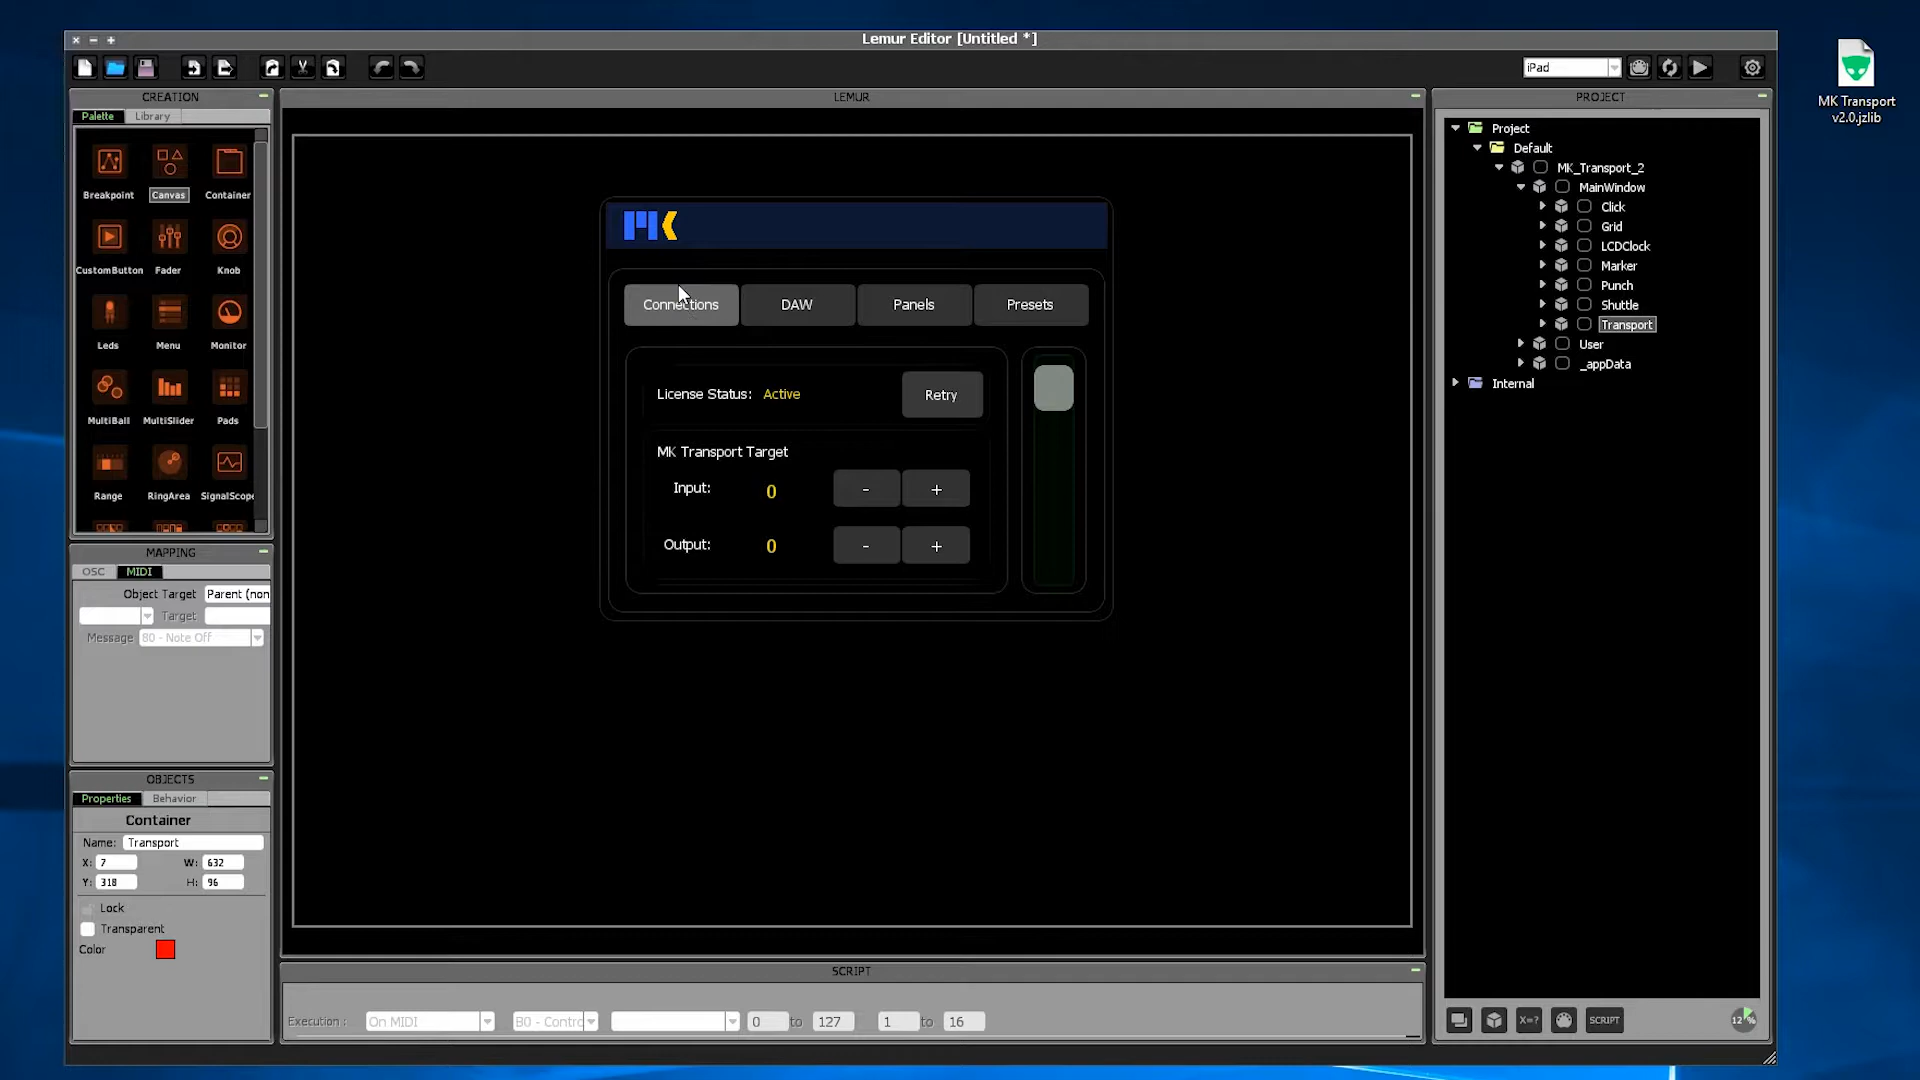 Lemur Editor [Untitled *]
iPad
MK Transport
v2.0.jzlib
CREATION
Palette Library
Breakpoint Canvas Container
CustomButton Fader Knob
Leds Menu Monitor
MultiBall MultiSlider Pads
Range RingArea SignalScope
MAPPING
OSC MIDI
Object Target Parent (non
Target
Message 80 - Note Off
OBJECTS
Properties Behavior
Container
Name: Transport
X: 7 W: 632
Y: 318 H: 96
Lock
Transparent
Color
LEMUR
MK
Connections DAW Panels Presets
License Status: Active Retry
MK Transport Target
Input: 0 - +
Output: 0 - +
SCRIPT
Execution : On MIDI B0 - Contro 0 to 127 1 to 16
PROJECT
Project
Default
MK_Transport_2
MainWindow
Click
Grid
LCDClock
Marker
Punch
Shuttle
Transport
User
_appData
Internal
X=? SCRIPT 12%